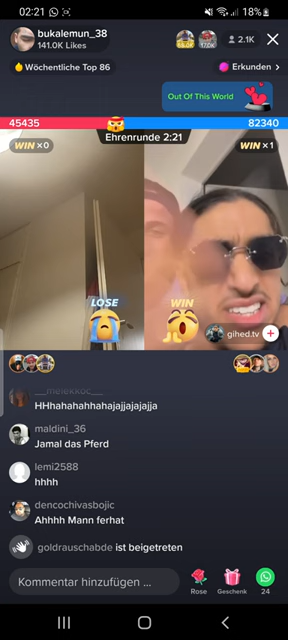 02:21
18%
bukalemun_38
141.0K Likes
2.1K
Wöchentliche Top 86
Erkunden >
Out Of This World
45435
82340
Ehrenrunde 2:21
WIN ×0
WIN ×1
LOSE
WIN
gihed.tv
__melekkoc__
HHhahahahhahajajjajajajja
maldini_36
Jamal das Pferd
lemi2588
hhhh
dencochivasbojic
Ahhhh Mann ferhat
goldrauschabde ist beigetreten
Kommentar hinzufügen ...
Rose
Geschenk
24